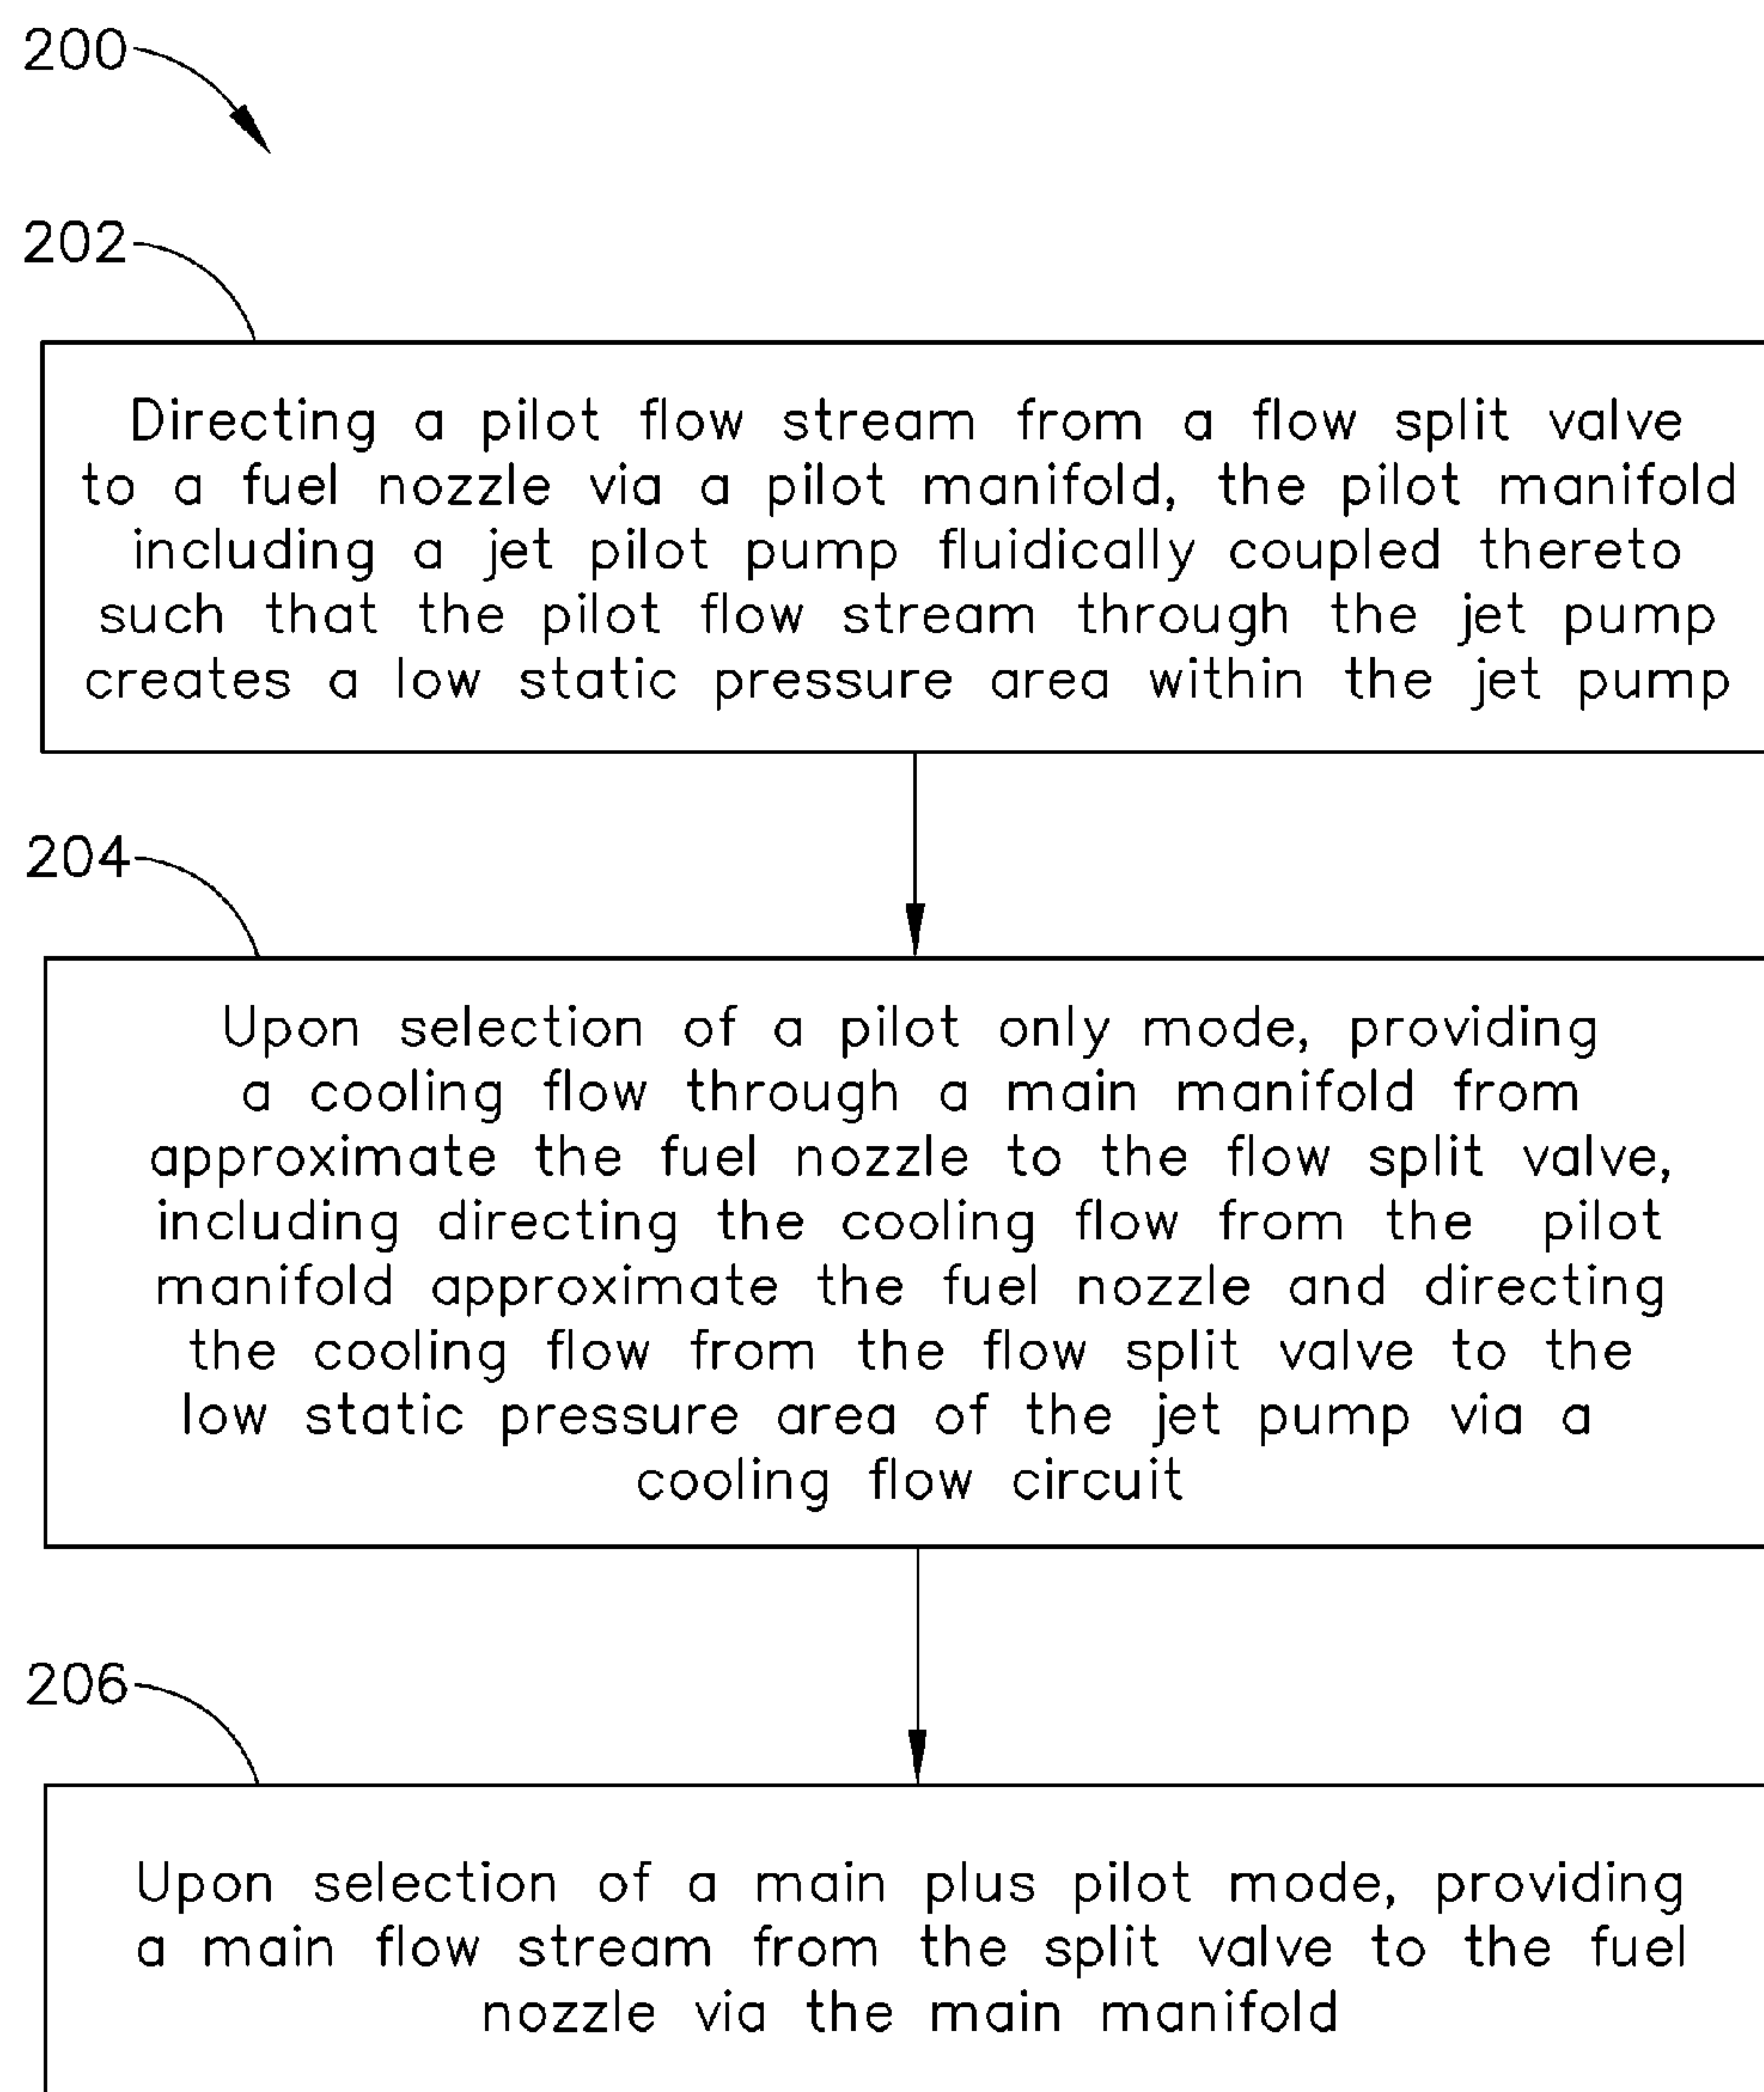 200
202
Directing a pilot flow stream from a flow split valve
to a fuel nozzle via a pilot manifold, the pilot manifold
including a jet pilot pump fluidically coupled thereto
such that the pilot flow stream through the jet pump
creates a low static pressure area within the jet pump
204
Upon selection of a pilot only mode, providing
a cooling flow through a main manifold from
approximate the fuel nozzle to the flow split valve,
including directing the cooling flow from the pilot
manifold approximate the fuel nozzle and directing
the cooling flow from the flow split valve to the
low static pressure area of the jet pump via a
cooling flow circuit
206
Upon selection of a main plus pilot mode, providing
a main flow stream from the split valve to the fuel
nozzle via the main manifold